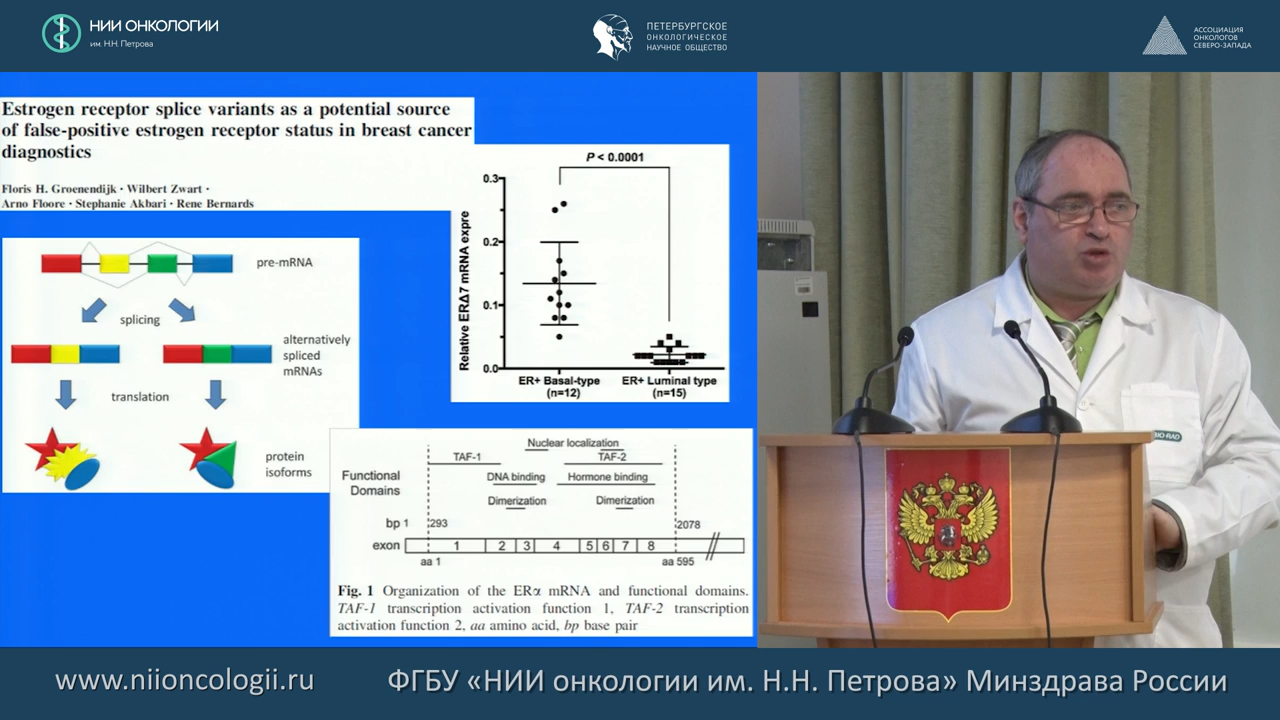 НИИ ОНКОЛОГИИ
им. Н.Н. Петрова
ПЕТЕРБУРГСКОЕ
ОНКОЛОГИЧЕСКОЕ
НАУЧНОЕ ОБЩЕСТВО
АССОЦИАЦИЯ
ОНКОЛОГОВ
СЕВЕРО-ЗАПАДА
Estrogen receptor splice variants as a potential source
of false-positive estrogen receptor status in breast cancer
diagnostics
Floris H. Groenendijk · Wilbert Zwart ·
Arno Floore · Stephanie Akbari · Rene Bernards
pre-mRNA
splicing
alternatively
spliced
mRNAs
translation
protein
isoforms
P < 0.0001
Relative ERΔ7 mRNA expre
0.3
0.2
0.1
0.0
ER+ Basal-type
(n=12)
ER+ Luminal type
(n=15)
Nuclear localization
TAF-1
TAF-2
Functional
Domains
DNA binding
Hormone binding
Dimerization
Dimerization
bp 1
293
2078
exon
1 2 3 4 5 6 7 8
aa 1
aa 595
Fig. 1 Organization of the ERα mRNA and functional domains.
TAF-1 transcription activation function 1, TAF-2 transcription
activation function 2, aa amino acid, bp base pair
BIO-RAD
www.niioncologii.ru
ФГБУ «НИИ онкологии им. Н.Н. Петрова» Минздрава России